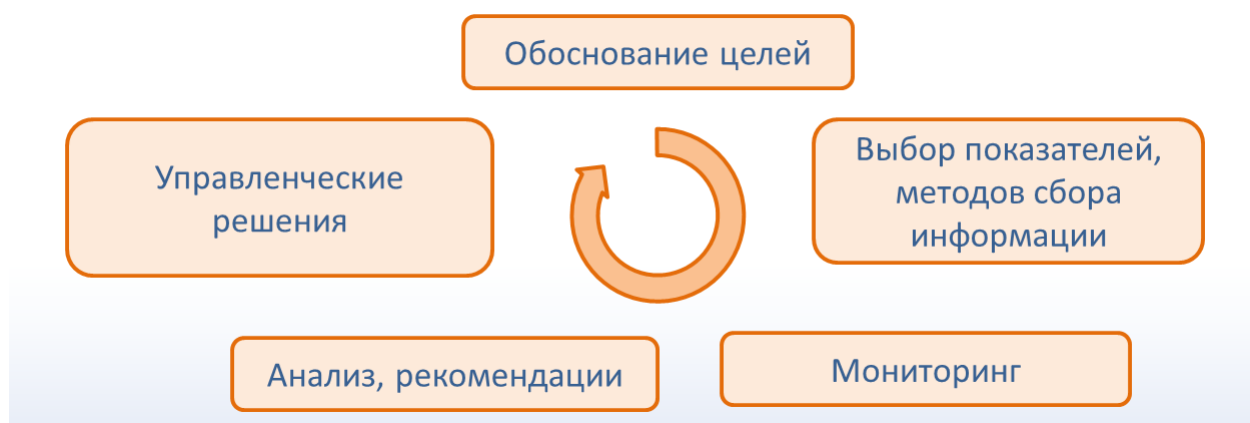 Обоснование целей
Выбор показателей,
методов сбора
информации
Мониторинг
Анализ, рекомендации
Управленческие
решения